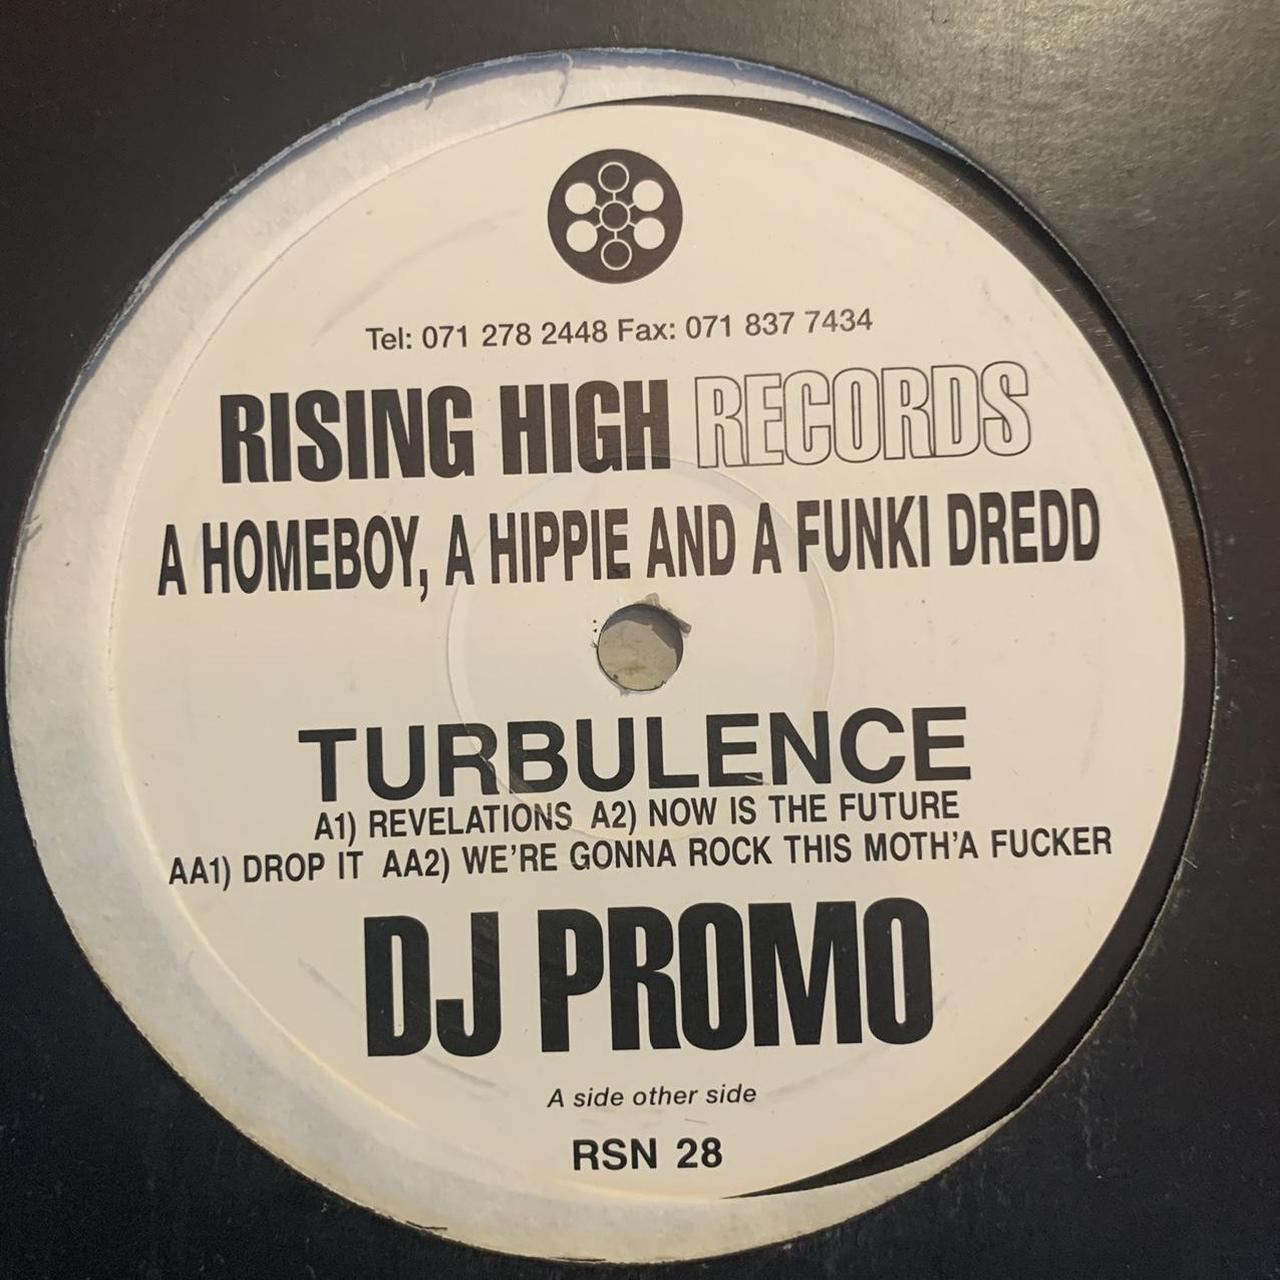 Tel: 071 278 2448 Fax: 071 837 7434
RISING HIGH RECORDS
A HOMEBOY, A HIPPIE AND A FUNKI DREDD
TURBULENCE
A1) REVELATIONS A2) NOW IS THE FUTURE
AA1) DROP IT AA2) WE'RE GONNA ROCK THIS MOTH'A FUCKER
DJ PROMO
A side other side
RSN 28